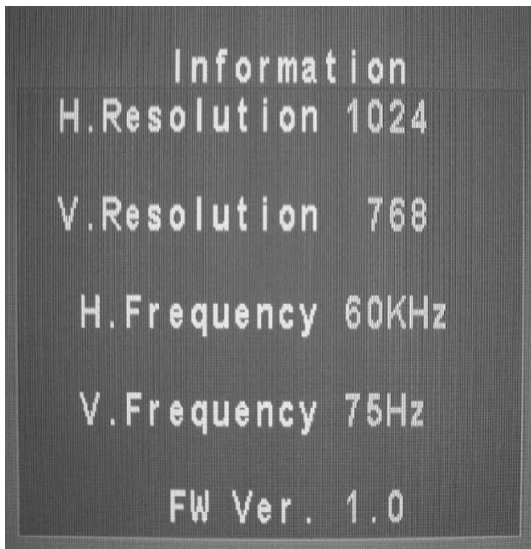 Information
H.Resolution 1024
V.Resolution 768
H.Frequency 60KHz
V.Frequency 75Hz
FW Ver. 1.0